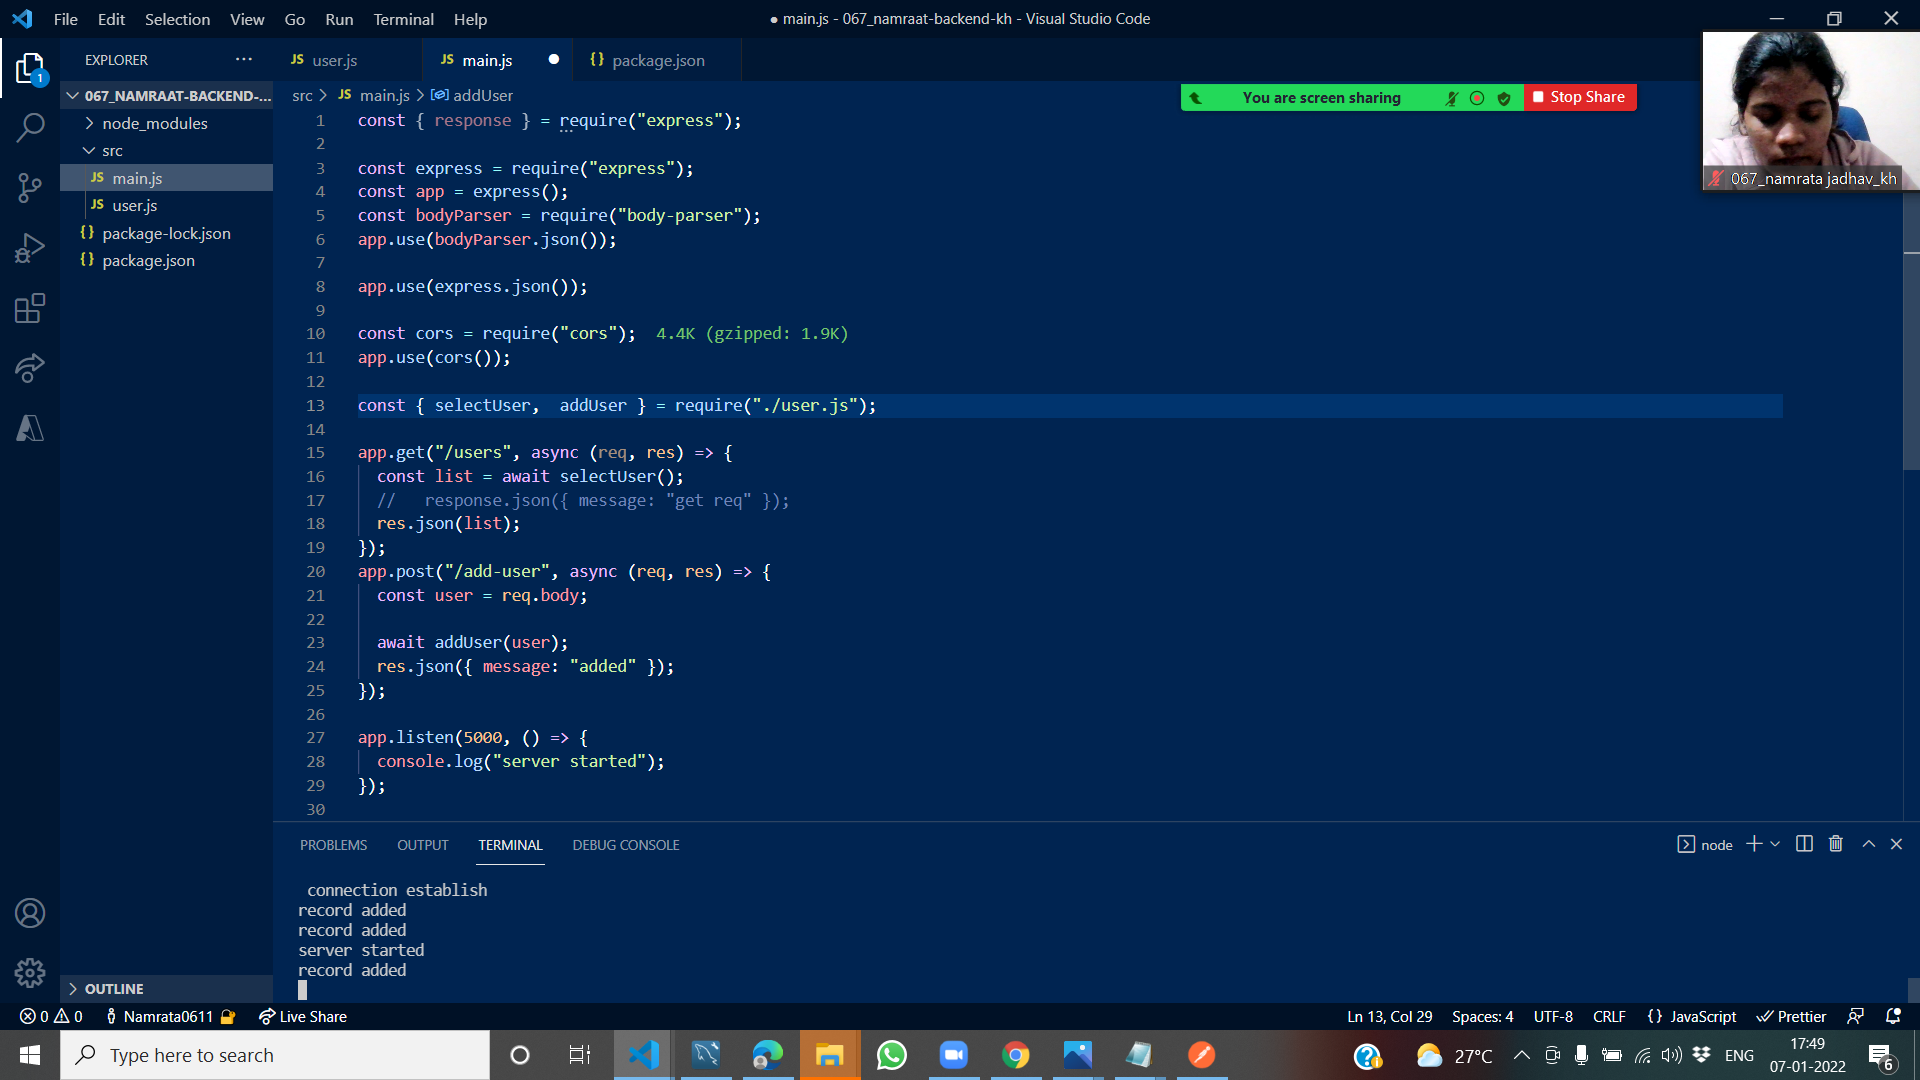 File Edit Selection View Go Run Terminal Help
● main.js - 067_namraat-backend-kh - Visual Studio Code
EXPLORER ···
JS user.js
JS main.js ●
{} package.json
067_NAMRAAT-BACKEND-...
node_modules
src
JS main.js
JS user.js
{} package-lock.json
{} package.json
OUTLINE
src > JS main.js > addUser
You are screen sharing
Stop Share
067_namrata jadhav_kh
1 const { response } = require("express");
2
3 const express = require("express");
4 const app = express();
5 const bodyParser = require("body-parser");
6 app.use(bodyParser.json());
7
8 app.use(express.json());
9
10 const cors = require("cors"); 4.4K (gzipped: 1.9K)
11 app.use(cors());
12
13 const { selectUser,  addUser } = require("./user.js");
14
15 app.get("/users", async (req, res) => {
16 const list = await selectUser();
17 //   response.json({ message: "get req" });
18 res.json(list);
19 });
20 app.post("/add-user", async (req, res) => {
21 const user = req.body;
22
23 await addUser(user);
24 res.json({ message: "added" });
25 });
26
27 app.listen(5000, () => {
28 console.log("server started");
29 });
30
PROBLEMS OUTPUT TERMINAL DEBUG CONSOLE
node
connection establish
record added
record added
server started
record added
1
0 0 Namrata0611 Live Share
Ln 13, Col 29 Spaces: 4 UTF-8 CRLF {} JavaScript Prettier
Type here to search
27°C
ENG
17:49
07-01-2022
6